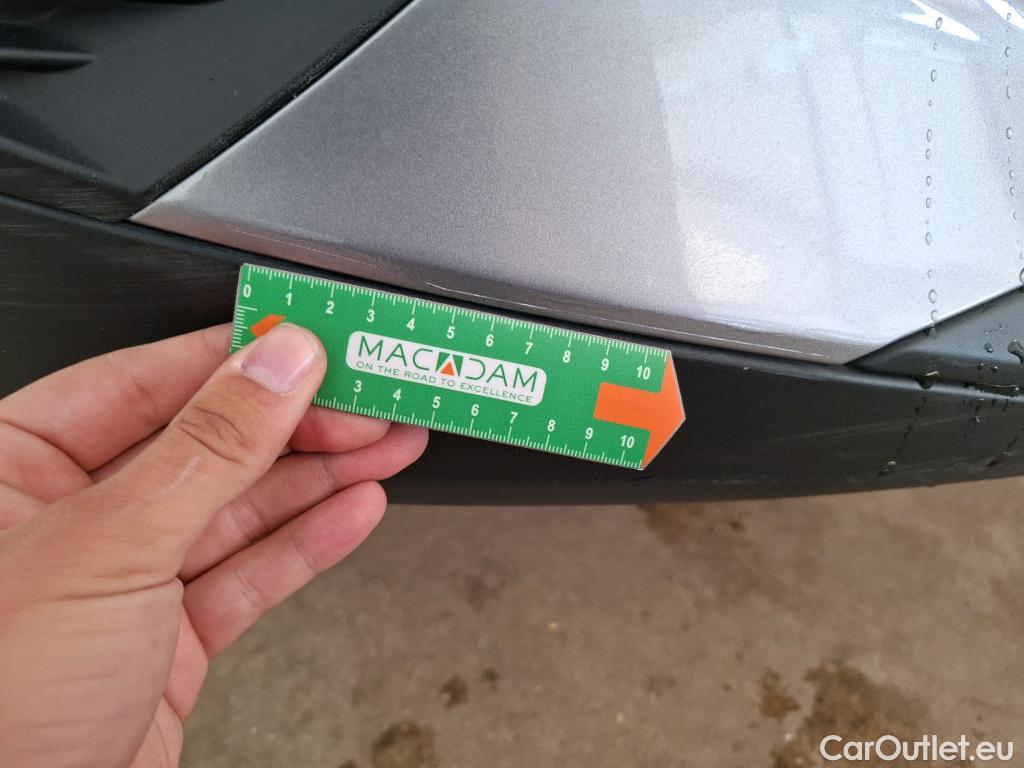 0 1 2 3 4 5 6 7 8 9 10
MACADAM
ON THE ROAD TO EXCELLENCE
3 4 5 6 7 8 9 10
CarOutlet.eu